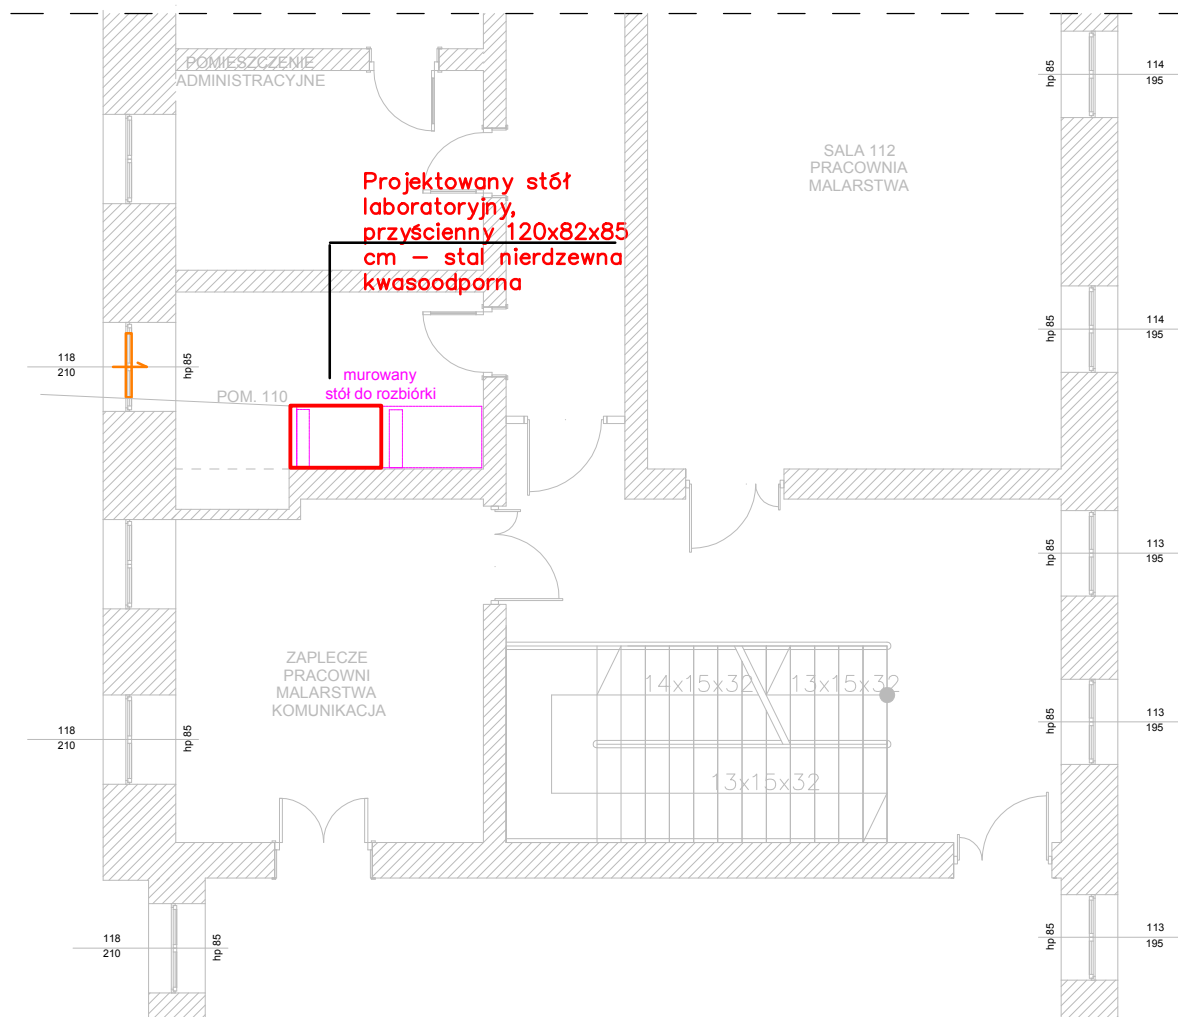 POMIESZCZENIE
ADMINISTRACYJNE
114
195
hp 85
SALA 112
PRACOWNIA
MALARSTWA
Projektowany stół
laboratoryjny,
przyścienny 120x82x85
cm – stal nierdzewna
kwasoodporna
114
195
hp 85
118
210
hp 85
murowany
stół do rozbiórki
POM. 110
113
195
hp 85
ZAPLECZE
PRACOWNI
MALARSTWA
KOMUNIKACJA
14x15x32
13x15x32
13x15x32
118
210
hp 85
113
195
hp 85
118
210
hp 85
113
195
hp 85